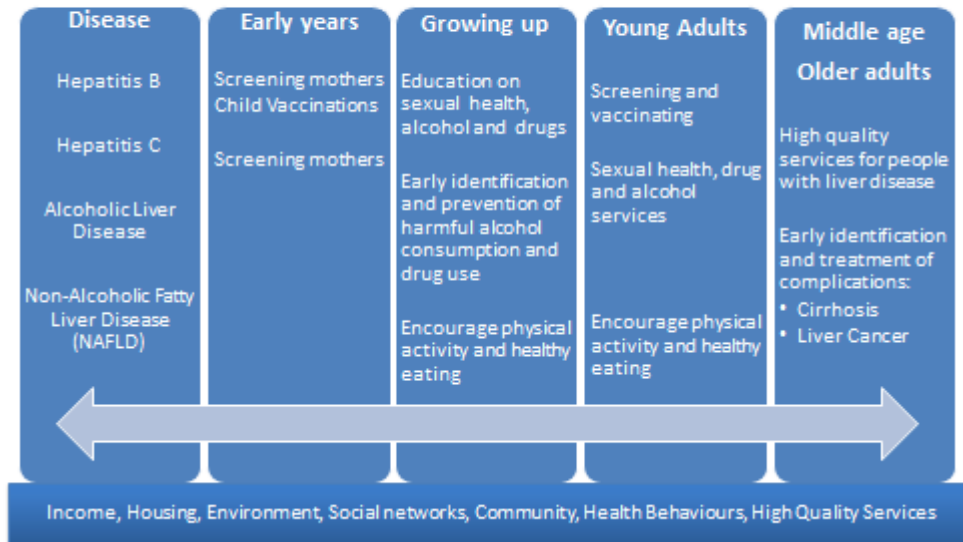 Disease
Hepatitis B
Hepatitis C
Alcoholic Liver
Disease
Non-Alcoholic Fatty
Liver Disease
(NAFLD)
Early years
Screening mothers
Child Vaccinations
Screening mothers
Growing up
Education on
sexual health,
alcohol and drugs
Early identification
and prevention of
harmful alcohol
consumption and
drug use
Encourage physical
activity and healthy
eating
Young Adults
Screening and
vaccinating
Sexual health, drug
and alcohol
services
Encourage physical
activity and healthy
eating
Middle age
Older adults
High quality
services for people
with liver disease
Early identification
and treatment of
complications:
• Cirrhosis
• Liver Cancer
Income, Housing, Environment, Social networks, Community, Health Behaviours, High Quality Services